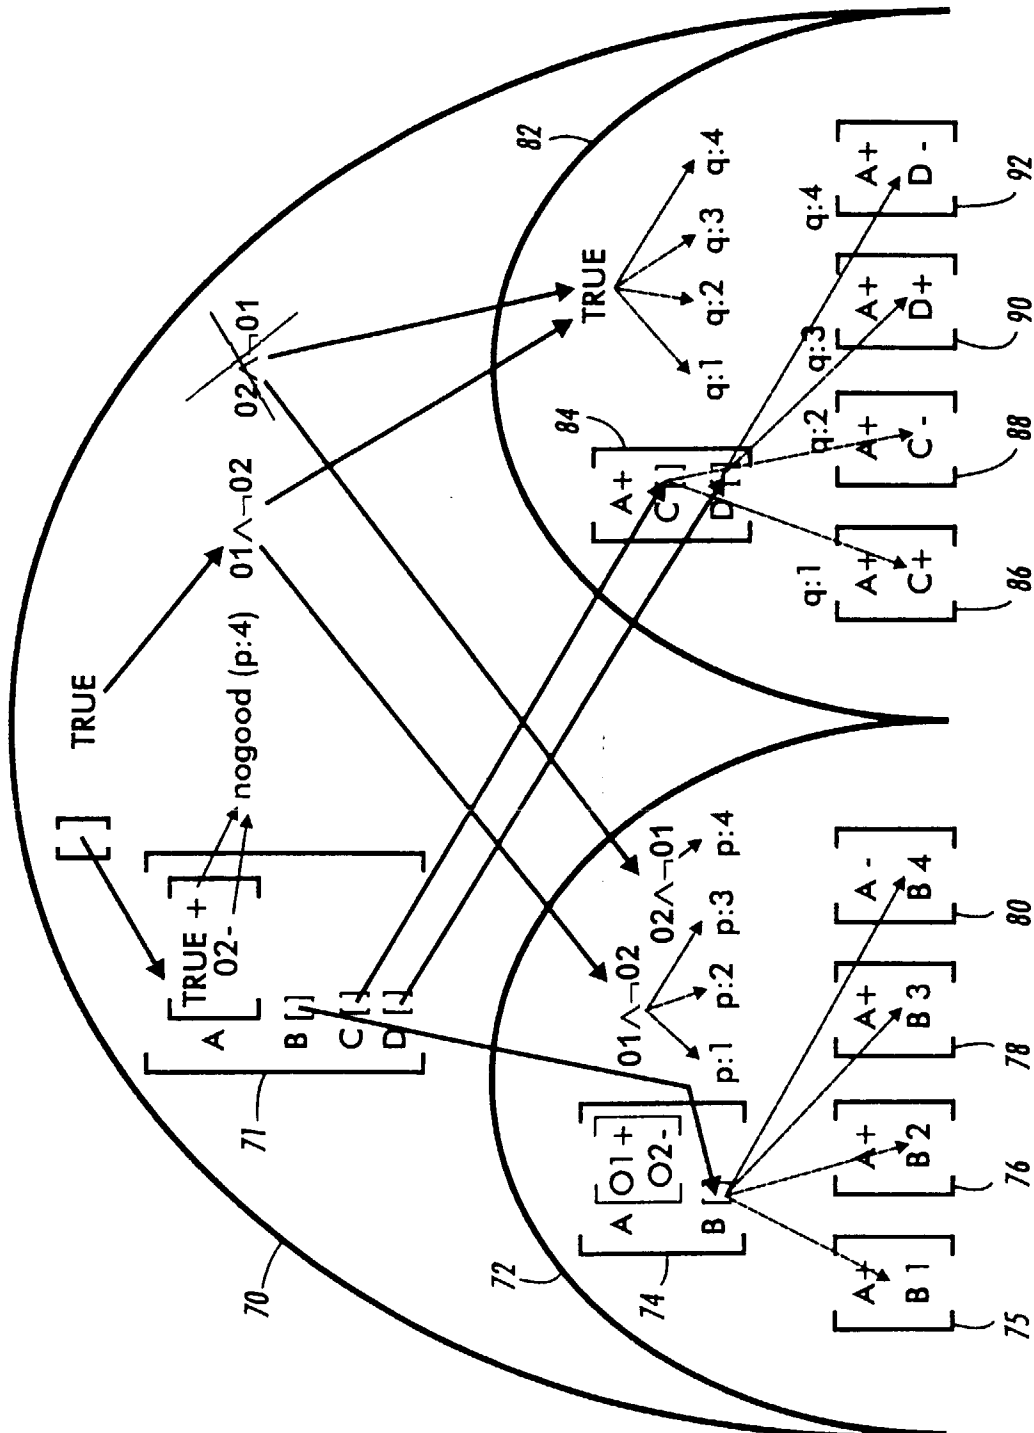 [ ]
TRUE
70
71
A [TRUE + 02-]
nogood (p:4)
B [ ]
C [ ]
D [ ]
01∧¬02
02∧¬01
72
74
A [O1+ O2-]
B [ ]
01∧¬02
02∧¬01
p:1 p:2 p:3 p:4
A+
B 1
75
A+
B 2
76
A+
B 3
78
A -
B 4
80
82
84
A+
C [ ]
D [ ]
TRUE
q:1 q:2 q:3 q:4
q:1
A+
C+
86
q:2
A+
C -
88
q:3
A+
D+
90
q:4
A+
D -
92